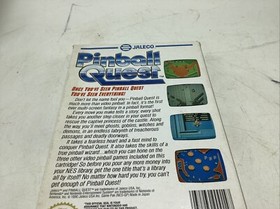 JALECO
Pinball
Quest
ONCE YOU'VE SEEN PINBALL QUEST
YOU'VE SEEN EVERYTHING!
Don't let the name fool you—Pinball Quest is
much more than video pinball. In fact, it's the first
ever multi-screen fantasy in a pinball format!
Every move you make tells a story, every shot
takes you another step closer in your quest to
rescue the captive princess of the castle. Along
the way you'll meet ghosts, goblins, witches and
demons, in an endless labyrinth of treacherous
passages and deadly doorways.
It takes a fearless heart and a fast mind to
conquer Pinball Quest. It also takes the skills of a
true pinball wizard... which you can hone on the
three other video pinball games included on this
cartridge! So before you pour any more money into
your NES library, get the one title that's a library
all by itself! No matter how hard you try, you can't
get enough of Pinball Quest!